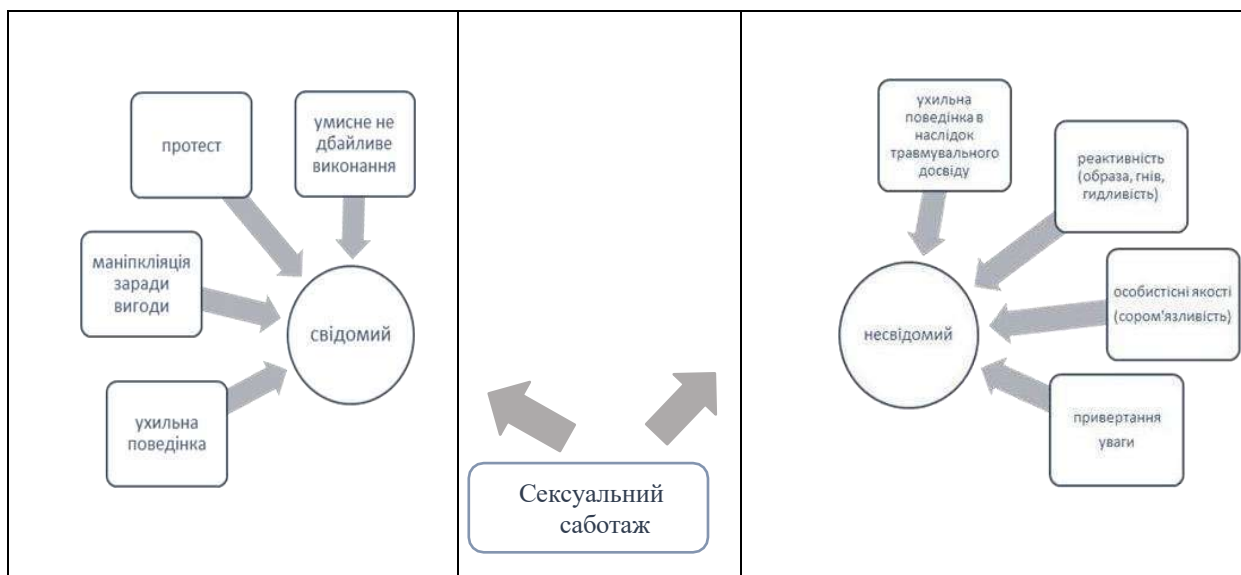 протест
умисне не
дбайливе
виконання
маніпкліяція
заради
вигоди
свідомий
ухильна
поведінка
Сексуальний
саботаж
ухильна
поведінка в
наслідок
травмувального
досвіду
реактивність
(образа, гнів,
гидливість)
несвідомий
особистісні якості
(сором'язливість)
привертання
уваги